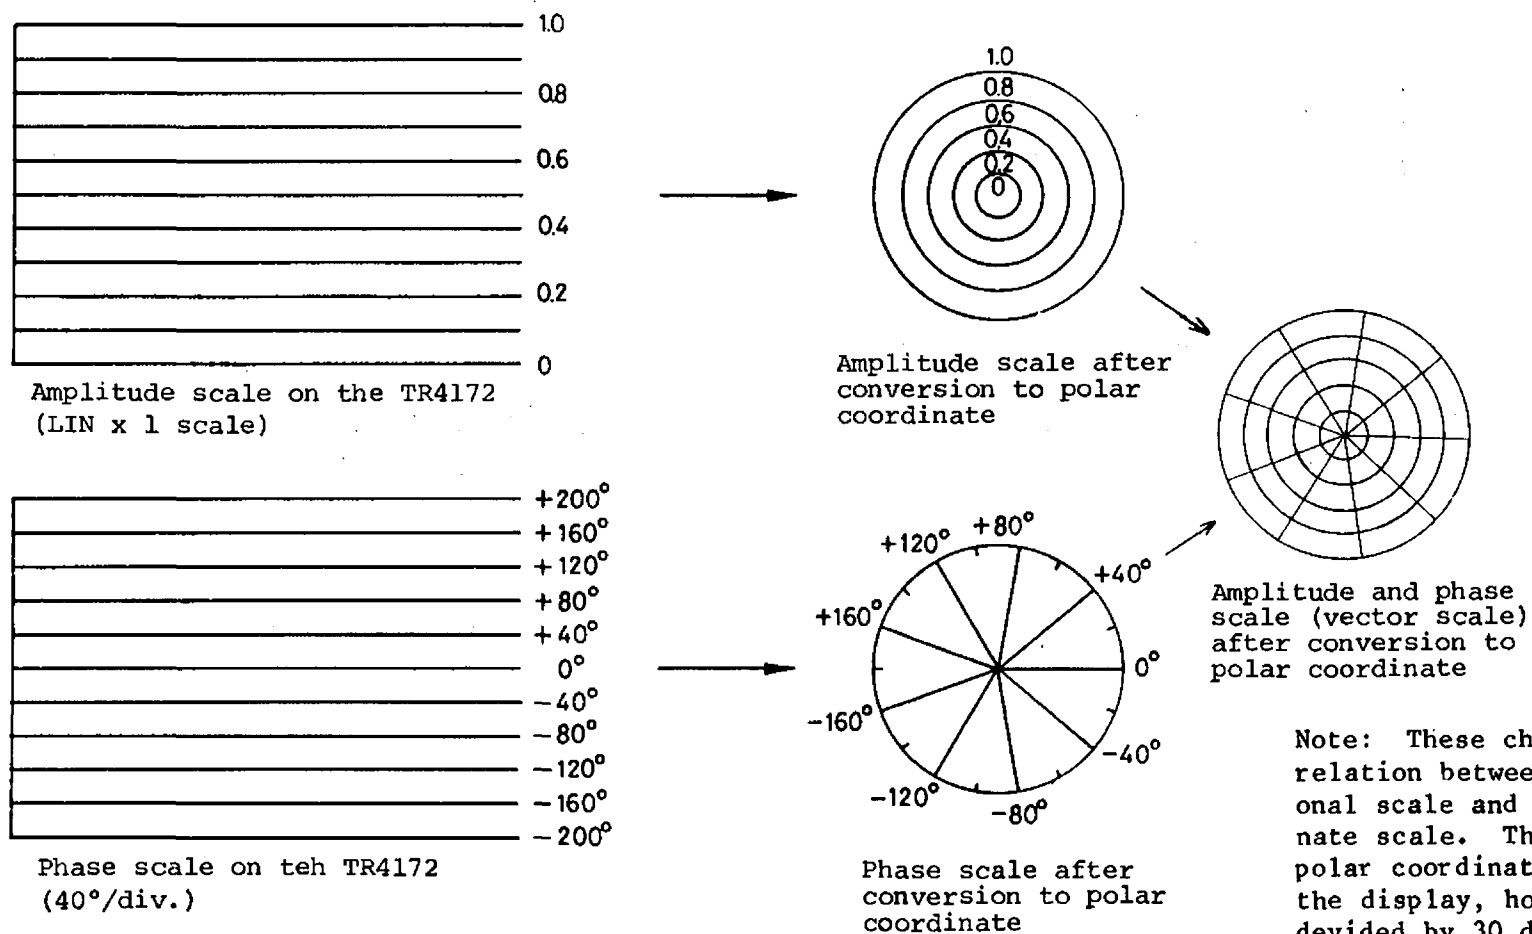 1.0
0.8
0.6
0.4
0.2
0
Amplitude scale on the TR4172
(LIN x 1 scale)
1.0
0.8
0.6
0.4
0.2
0
Amplitude scale after
conversion to polar
coordinate
+200°
+160°
+120°
+80°
+40°
0°
-40°
-80°
-120°
-160°
-200°
Phase scale on teh TR4172
(40°/div.)
+120°
+80°
+40°
+160°
0°
-160°
-40°
-120°
-80°
Phase scale after
conversion to polar
coordinate
Amplitude and phase
scale (vector scale)
after conversion to
polar coordinate
Note: These ch
relation betwee
onal scale and
nate scale. Th
polar coordinat
the display, ho
devided by 30 d